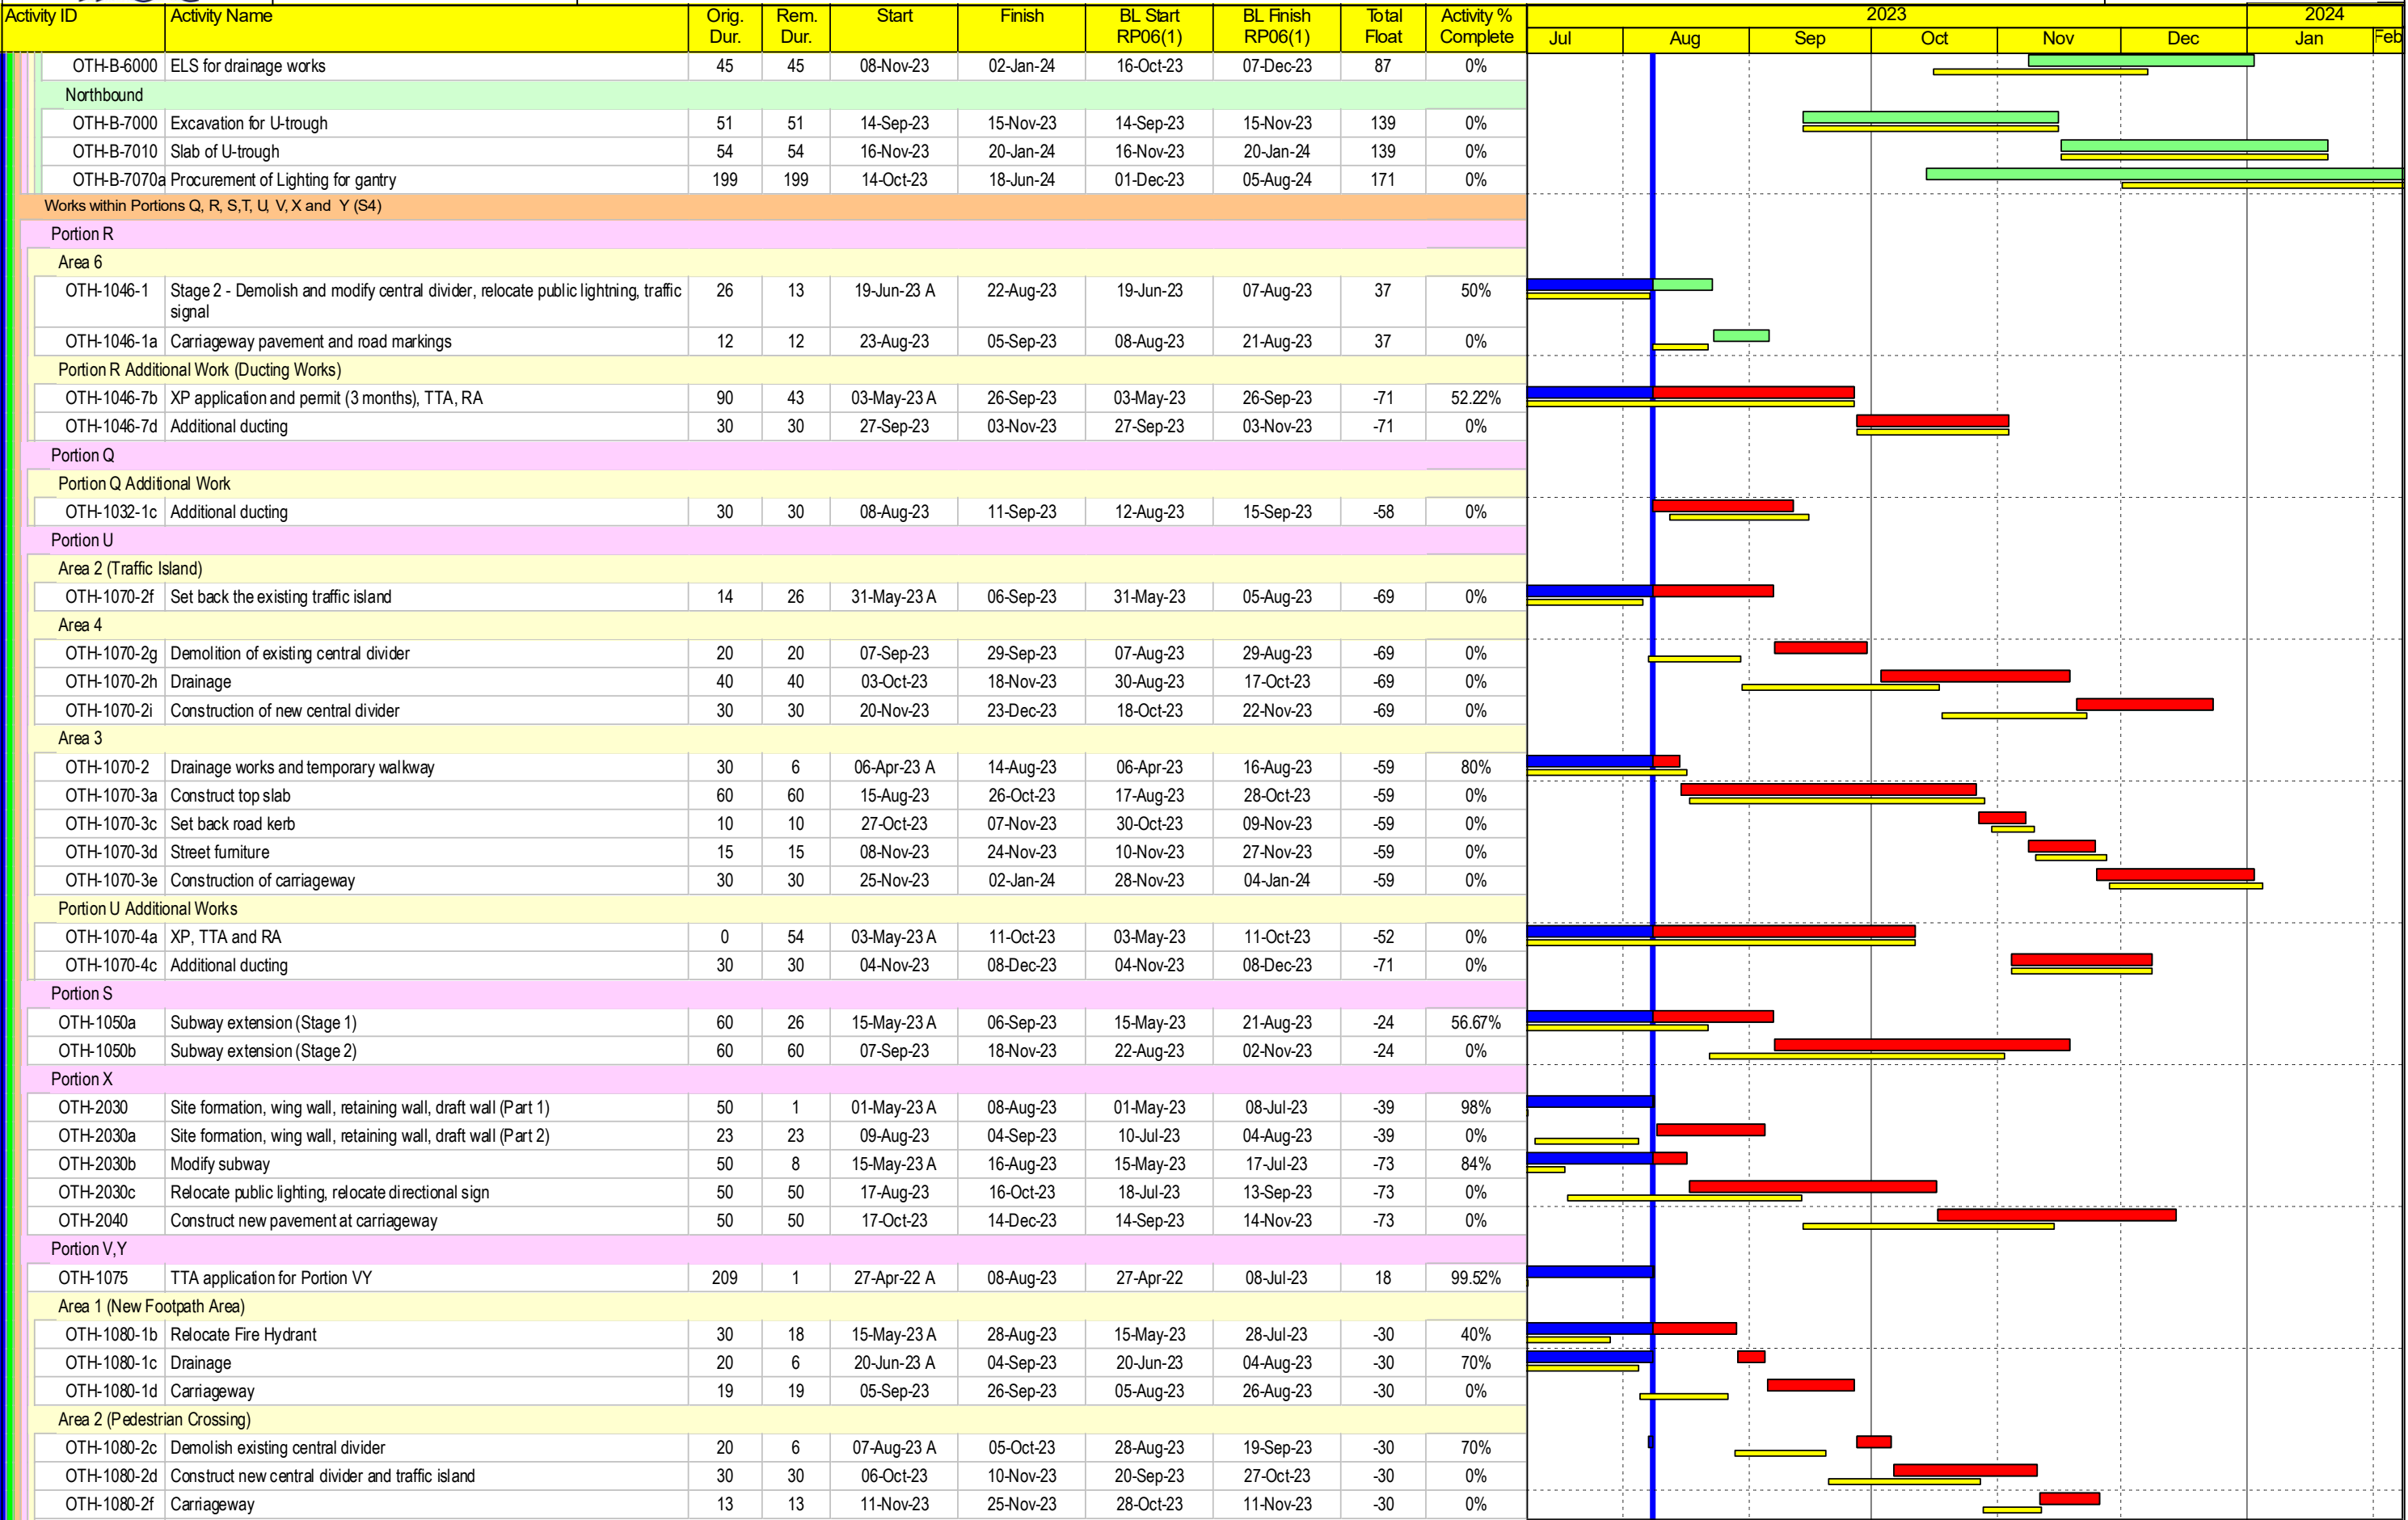 Activity ID Activity Name Orig. Dur. Rem. Dur. Start Finish BL Start RP06(1) BL Finish RP06(1) Total Float Activity % Complete 2023 2024
Jul Aug Sep Oct Nov Dec Jan Feb
OTH-B-6000 ELS for drainage works 45 45 08-Nov-23 02-Jan-24 16-Oct-23 07-Dec-23 87 0%
Northbound
OTH-B-7000 Excavation for U-trough 51 51 14-Sep-23 15-Nov-23 14-Sep-23 15-Nov-23 139 0%
OTH-B-7010 Slab of U-trough 54 54 16-Nov-23 20-Jan-24 16-Nov-23 20-Jan-24 139 0%
OTH-B-7070a Procurement of Lighting for gantry 199 199 14-Oct-23 18-Jun-24 01-Dec-23 05-Aug-24 171 0%
Works within Portions Q, R, S,T, U, V, X and Y (S4)
Portion R
Area 6
OTH-1046-1 Stage 2 - Demolish and modify central divider, relocate public lightning, traffic 26 13 19-Jun-23 A 22-Aug-23 19-Jun-23 07-Aug-23 37 50%
signal
OTH-1046-1a Carriageway pavement and road markings 12 12 23-Aug-23 05-Sep-23 08-Aug-23 21-Aug-23 37 0%
Portion R Additional Work (Ducting Works)
OTH-1046-7b XP application and permit (3 months), TTA, RA 90 43 03-May-23 A 26-Sep-23 03-May-23 26-Sep-23 -71 52.22%
OTH-1046-7d Additional ducting 30 30 27-Sep-23 03-Nov-23 27-Sep-23 03-Nov-23 -71 0%
Portion Q
Portion Q Additional Work
OTH-1032-1c Additional ducting 30 30 08-Aug-23 11-Sep-23 12-Aug-23 15-Sep-23 -58 0%
Portion U
Area 2 (Traffic Island)
OTH-1070-2f Set back the existing traffic island 14 26 31-May-23 A 06-Sep-23 31-May-23 05-Aug-23 -69 0%
Area 4
OTH-1070-2g Demolition of existing central divider 20 20 07-Sep-23 29-Sep-23 07-Aug-23 29-Aug-23 -69 0%
OTH-1070-2h Drainage 40 40 03-Oct-23 18-Nov-23 30-Aug-23 17-Oct-23 -69 0%
OTH-1070-2i Construction of new central divider 30 30 20-Nov-23 23-Dec-23 18-Oct-23 22-Nov-23 -69 0%
Area 3
OTH-1070-2 Drainage works and temporary walkway 30 6 06-Apr-23 A 14-Aug-23 06-Apr-23 16-Aug-23 -59 80%
OTH-1070-3a Construct top slab 60 60 15-Aug-23 26-Oct-23 17-Aug-23 28-Oct-23 -59 0%
OTH-1070-3c Set back road kerb 10 10 27-Oct-23 07-Nov-23 30-Oct-23 09-Nov-23 -59 0%
OTH-1070-3d Street furniture 15 15 08-Nov-23 24-Nov-23 10-Nov-23 27-Nov-23 -59 0%
OTH-1070-3e Construction of carriageway 30 30 25-Nov-23 02-Jan-24 28-Nov-23 04-Jan-24 -59 0%
Portion U Additional Works
OTH-1070-4a XP, TTA and RA 0 54 03-May-23 A 11-Oct-23 03-May-23 11-Oct-23 -52 0%
OTH-1070-4c Additional ducting 30 30 04-Nov-23 08-Dec-23 04-Nov-23 08-Dec-23 -71 0%
Portion S
OTH-1050a Subway extension (Stage 1) 60 26 15-May-23 A 06-Sep-23 15-May-23 21-Aug-23 -24 56.67%
OTH-1050b Subway extension (Stage 2) 60 60 07-Sep-23 18-Nov-23 22-Aug-23 02-Nov-23 -24 0%
Portion X
OTH-2030 Site formation, wing wall, retaining wall, draft wall (Part 1) 50 1 01-May-23 A 08-Aug-23 01-May-23 08-Jul-23 -39 98%
OTH-2030a Site formation, wing wall, retaining wall, draft wall (Part 2) 23 23 09-Aug-23 04-Sep-23 10-Jul-23 04-Aug-23 -39 0%
OTH-2030b Modify subway 50 8 15-May-23 A 16-Aug-23 15-May-23 17-Jul-23 -73 84%
OTH-2030c Relocate public lighting, relocate directional sign 50 50 17-Aug-23 16-Oct-23 18-Jul-23 13-Sep-23 -73 0%
OTH-2040 Construct new pavement at carriageway 50 50 17-Oct-23 14-Dec-23 14-Sep-23 14-Nov-23 -73 0%
Portion V,Y
OTH-1075 TTA application for Portion VY 209 1 27-Apr-22 A 08-Aug-23 27-Apr-22 08-Jul-23 18 99.52%
Area 1 (New Footpath Area)
OTH-1080-1b Relocate Fire Hydrant 30 18 15-May-23 A 28-Aug-23 15-May-23 28-Jul-23 -30 40%
OTH-1080-1c Drainage 20 6 20-Jun-23 A 04-Sep-23 20-Jun-23 04-Aug-23 -30 70%
OTH-1080-1d Carriageway 19 19 05-Sep-23 26-Sep-23 05-Aug-23 26-Aug-23 -30 0%
Area 2 (Pedestrian Crossing)
OTH-1080-2c Demolish existing central divider 20 6 07-Aug-23 A 05-Oct-23 28-Aug-23 19-Sep-23 -30 70%
OTH-1080-2d Construct new central divider and traffic island 30 30 06-Oct-23 10-Nov-23 20-Sep-23 27-Oct-23 -30 0%
OTH-1080-2f Carriageway 13 13 11-Nov-23 25-Nov-23 28-Oct-23 11-Nov-23 -30 0%